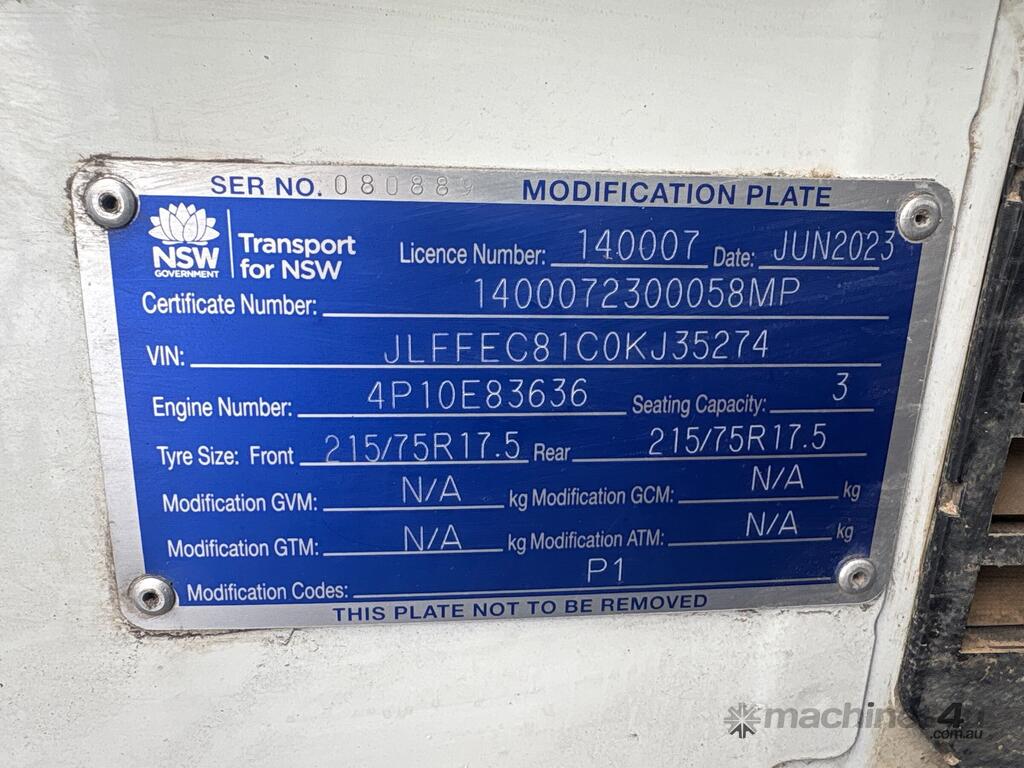 SER NO. 080889 MODIFICATION PLATE
NSW GOVERNMENT Transport for NSW Licence Number: 140007 Date: JUN2023
Certificate Number: 1400072300058MP
VIN: JLFFEC81C0KJ35274
Engine Number: 4P10E83636 Seating Capacity: 3
Tyre Size: Front 215/75R17.5 Rear 215/75R17.5
Modification GVM: N/A kg Modification GCM: N/A kg
Modification GTM: N/A kg Modification ATM: N/A kg
Modification Codes: P1
THIS PLATE NOT TO BE REMOVED
machines4u
.com.au